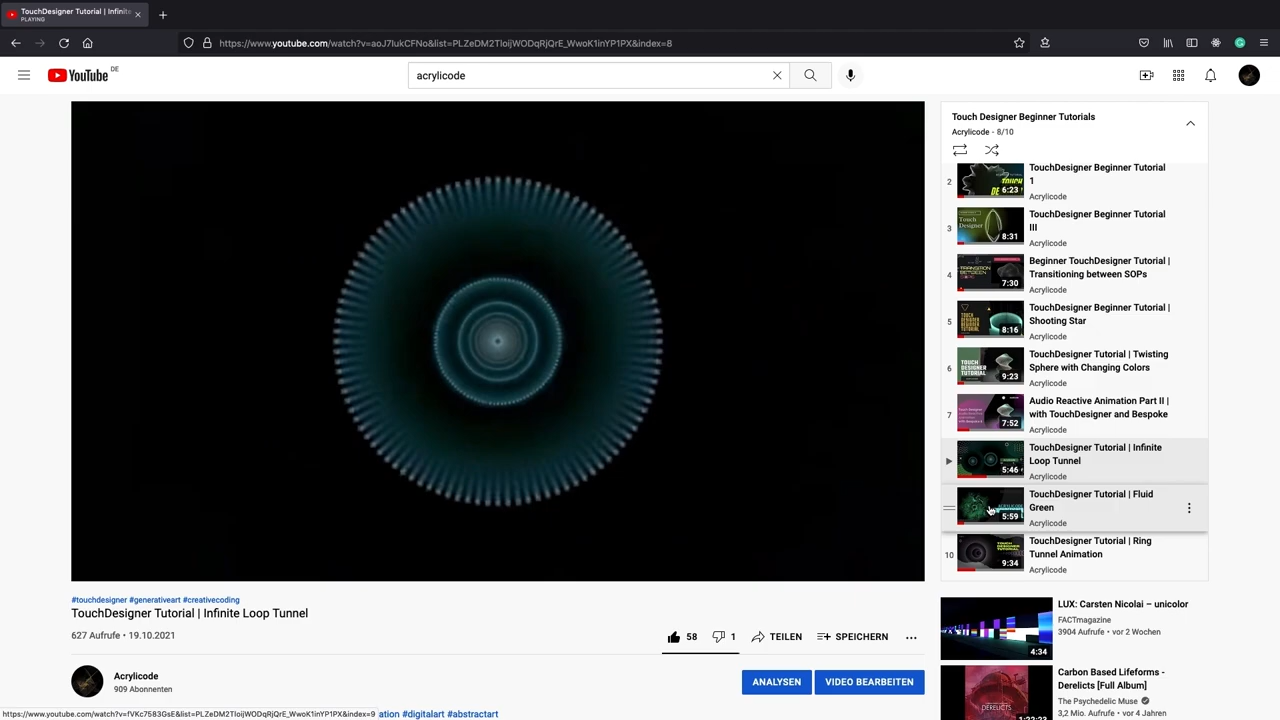 TouchDesigner Tutorial | Infinite
PLAYING
https://www.youtube.com/watch?v=aoJ7lukCFNo&list=PLZeDM2TloijWODqRjQrE_WwoK1inYP1PX&index=8
YouTube DE
acrylicode
Touch Designer Beginner Tutorials
Acrylicode - 8/10
2
6:23
TouchDesigner Beginner Tutorial
1
Acrylicode
3
8:31
TouchDesigner Beginner Tutorial
III
Acrylicode
4
7:30
Beginner TouchDesigner Tutorial |
Transitioning between SOPs
Acrylicode
5
8:16
TouchDesigner Beginner Tutorial |
Shooting Star
Acrylicode
6
9:23
TouchDesigner Tutorial | Twisting
Sphere with Changing Colors
Acrylicode
7
7:52
Audio Reactive Animation Part II |
with TouchDesigner and Bespoke
Acrylicode
5:46
TouchDesigner Tutorial | Infinite
Loop Tunnel
Acrylicode
5:59
TouchDesigner Tutorial | Fluid
Green
Acrylicode
10
9:34
TouchDesigner Tutorial | Ring
Tunnel Animation
Acrylicode
#touchdesigner #generativeart #creativecoding
TouchDesigner Tutorial | Infinite Loop Tunnel
627 Aufrufe • 19.10.2021
58
1
TEILEN
SPEICHERN
Acrylicode
909 Abonnenten
ANALYSEN
VIDEO BEARBEITEN
https://www.youtube.com/watch?v=fVKc7583GsE&list=PLZeDM2TloijWODqRjQrE_WwoK1inYP1PX&index=9
ation #digitalart #abstractart
4:34
LUX: Carsten Nicolai – unicolor
FACTmagazine
3904 Aufrufe • vor 2 Wochen
DERELICTS
1:22:23
Carbon Based Lifeforms -
Derelicts [Full Album]
The Psychedelic Muse
3,2 Mio. Aufrufe • vor 4 Jahren